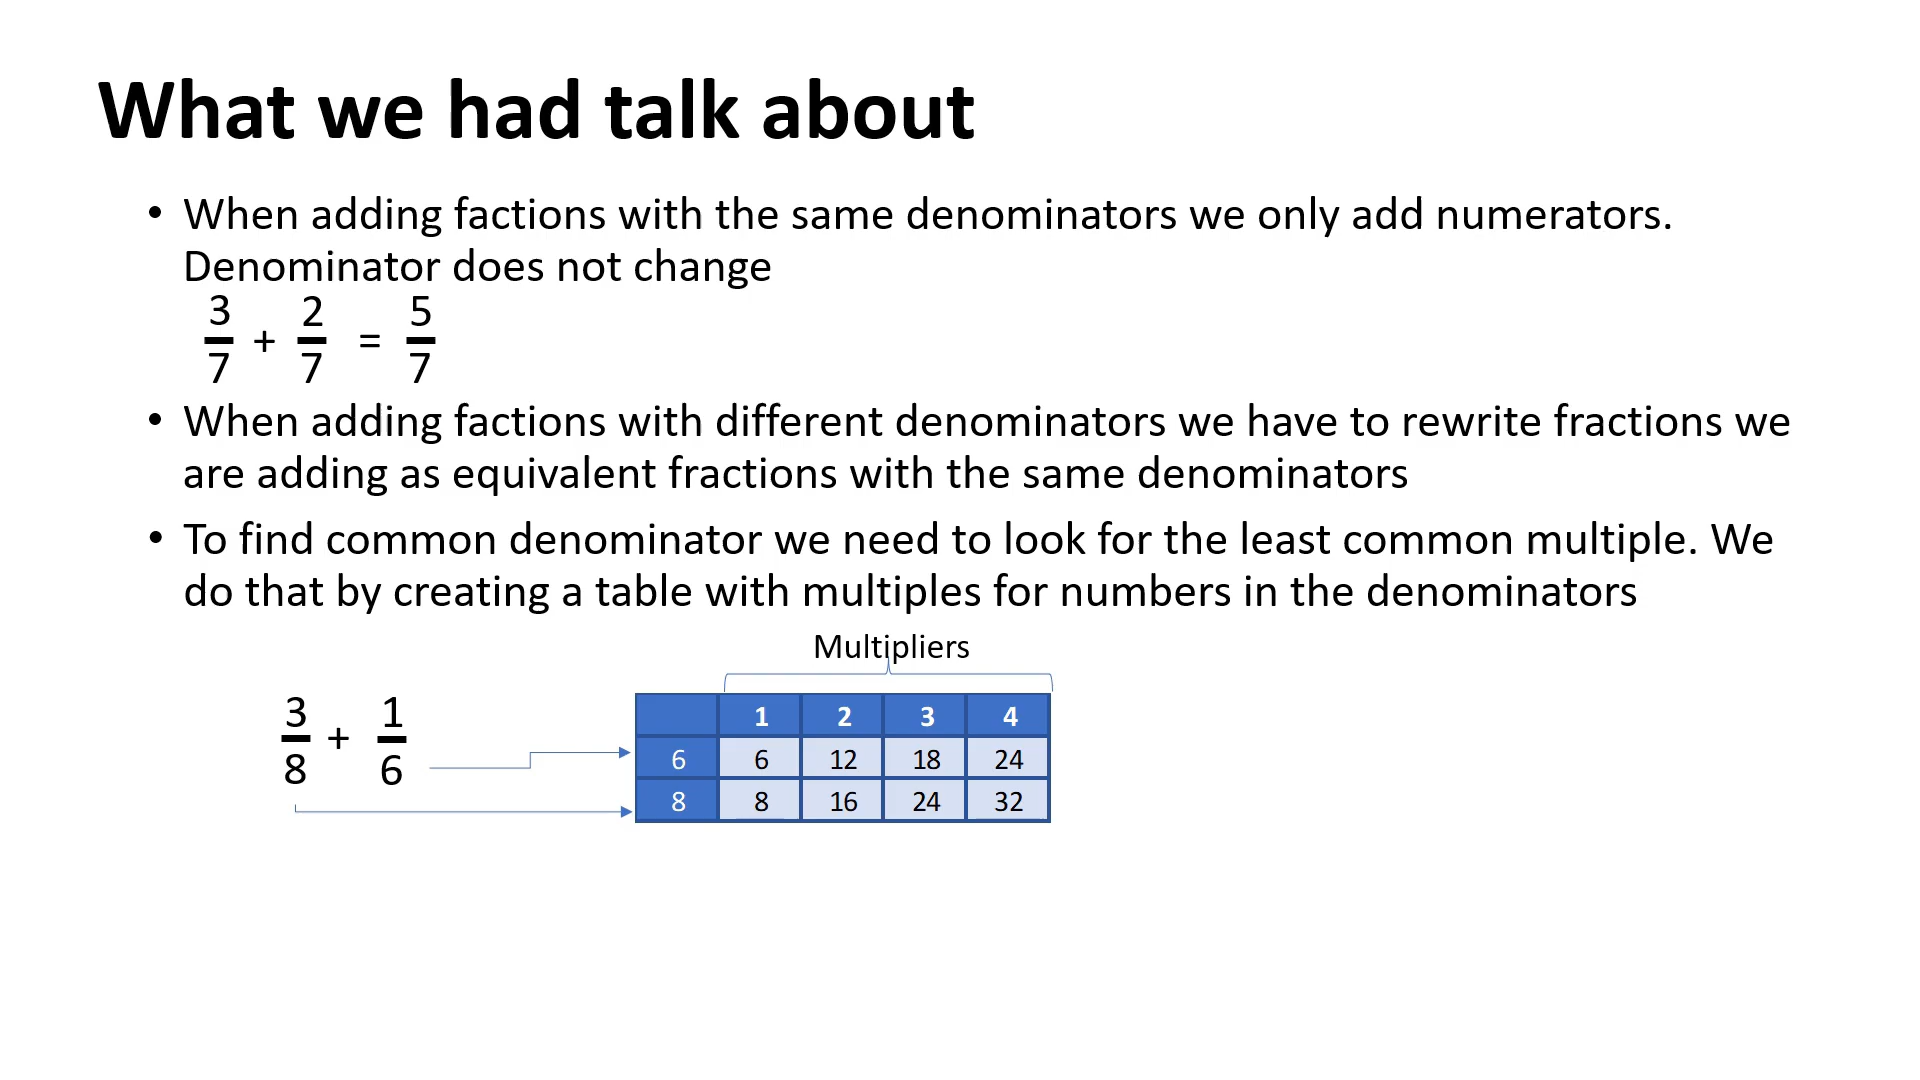 What we had talk about
• When adding factions with the same denominators we only add numerators.
Denominator does not change
3/7 + 2/7 = 5/7
• When adding factions with different denominators we have to rewrite fractions we
are adding as equivalent fractions with the same denominators
• To find common denominator we need to look for the least common multiple. We
do that by creating a table with multiples for numbers in the denominators
Multipliers
3/8 + 1/6
1 2 3 4
6 6 12 18 24
8 8 16 24 32